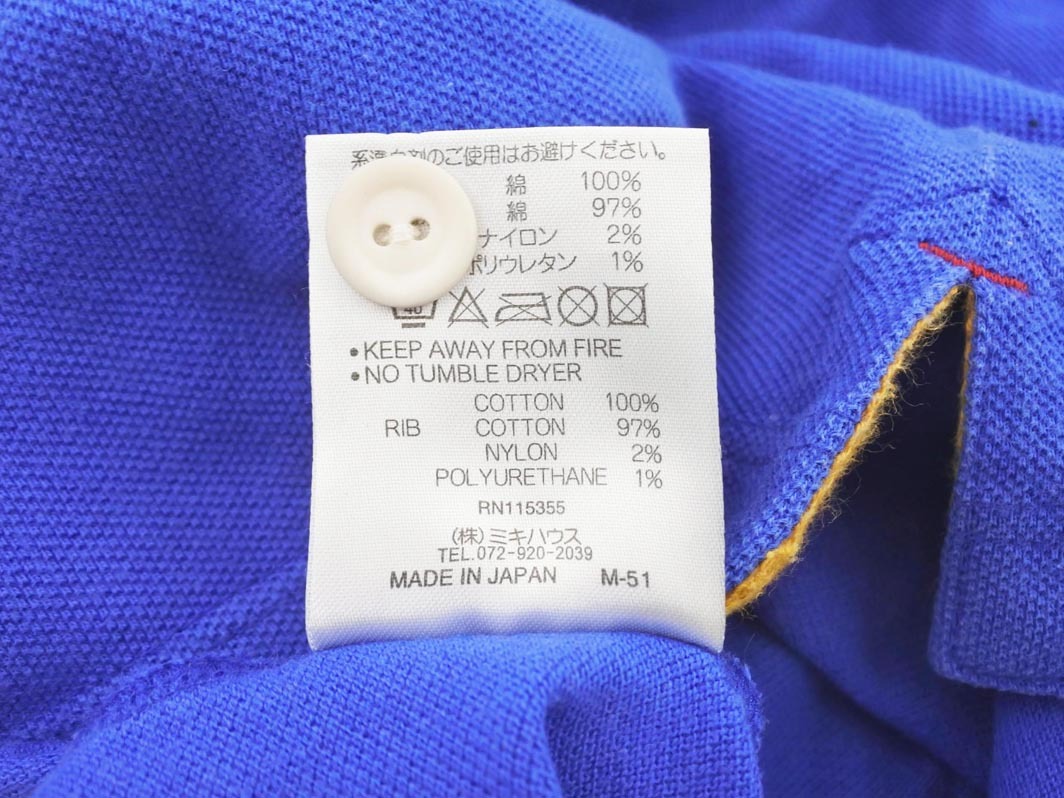 剤のご使用はお避けください。
綿 100%
綿 97%
ナイロン 2%
ポリウレタン 1%
40
• KEEP AWAY FROM FIRE
• NO TUMBLE DRYER
COTTON 100%
RIB COTTON 97%
NYLON 2%
POLYURETHANE 1%
RN115355
(株)ミキハウス
TEL.072-920-2039
MADE IN JAPAN M-51